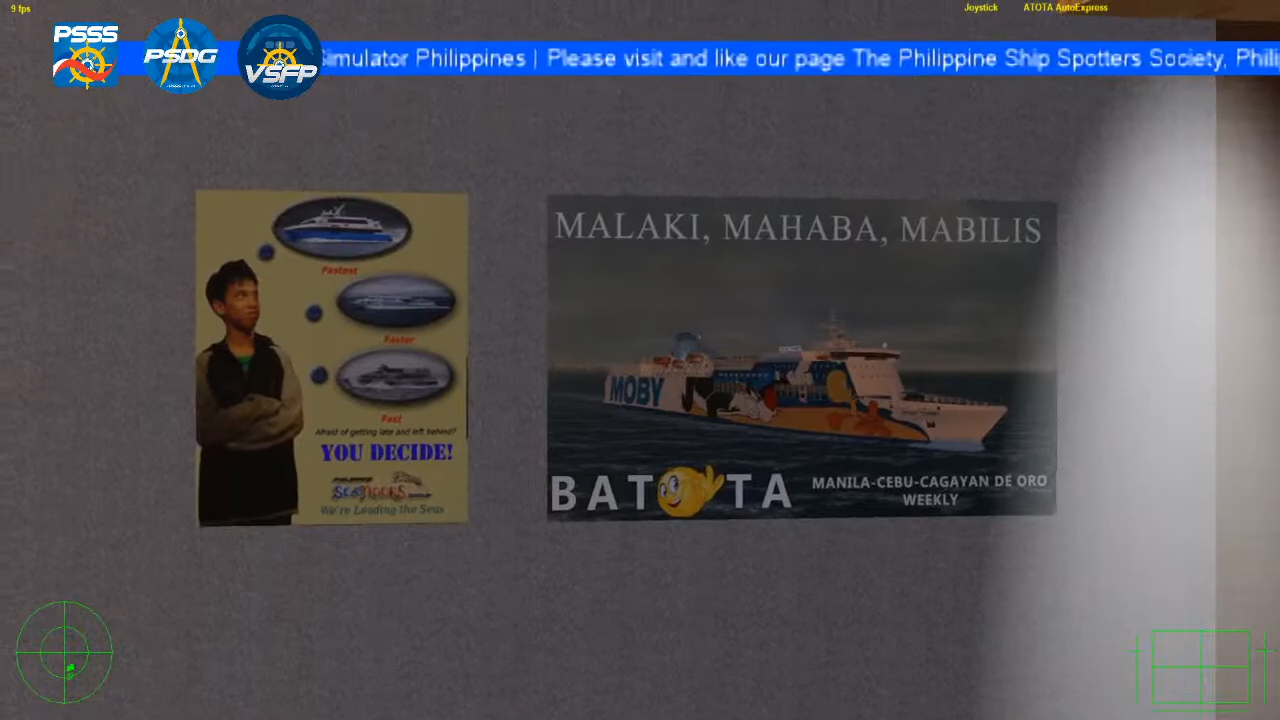 9 fps
Joystick ATOTA AutoExpress
PSSS
PSDG
VSFP
Simulator Philippines | Please visit and like our page The Philippine Ship Spotters Society, Phili
Fastest
Faster
Fast
Afraid of getting late and left behind?
YOU DECIDE!
We're Leading the Seas
MALAKI, MAHABA, MABILIS
MOBY
BAT TA
MANILA-CEBU-CAGAYAN DE ORO
WEEKLY